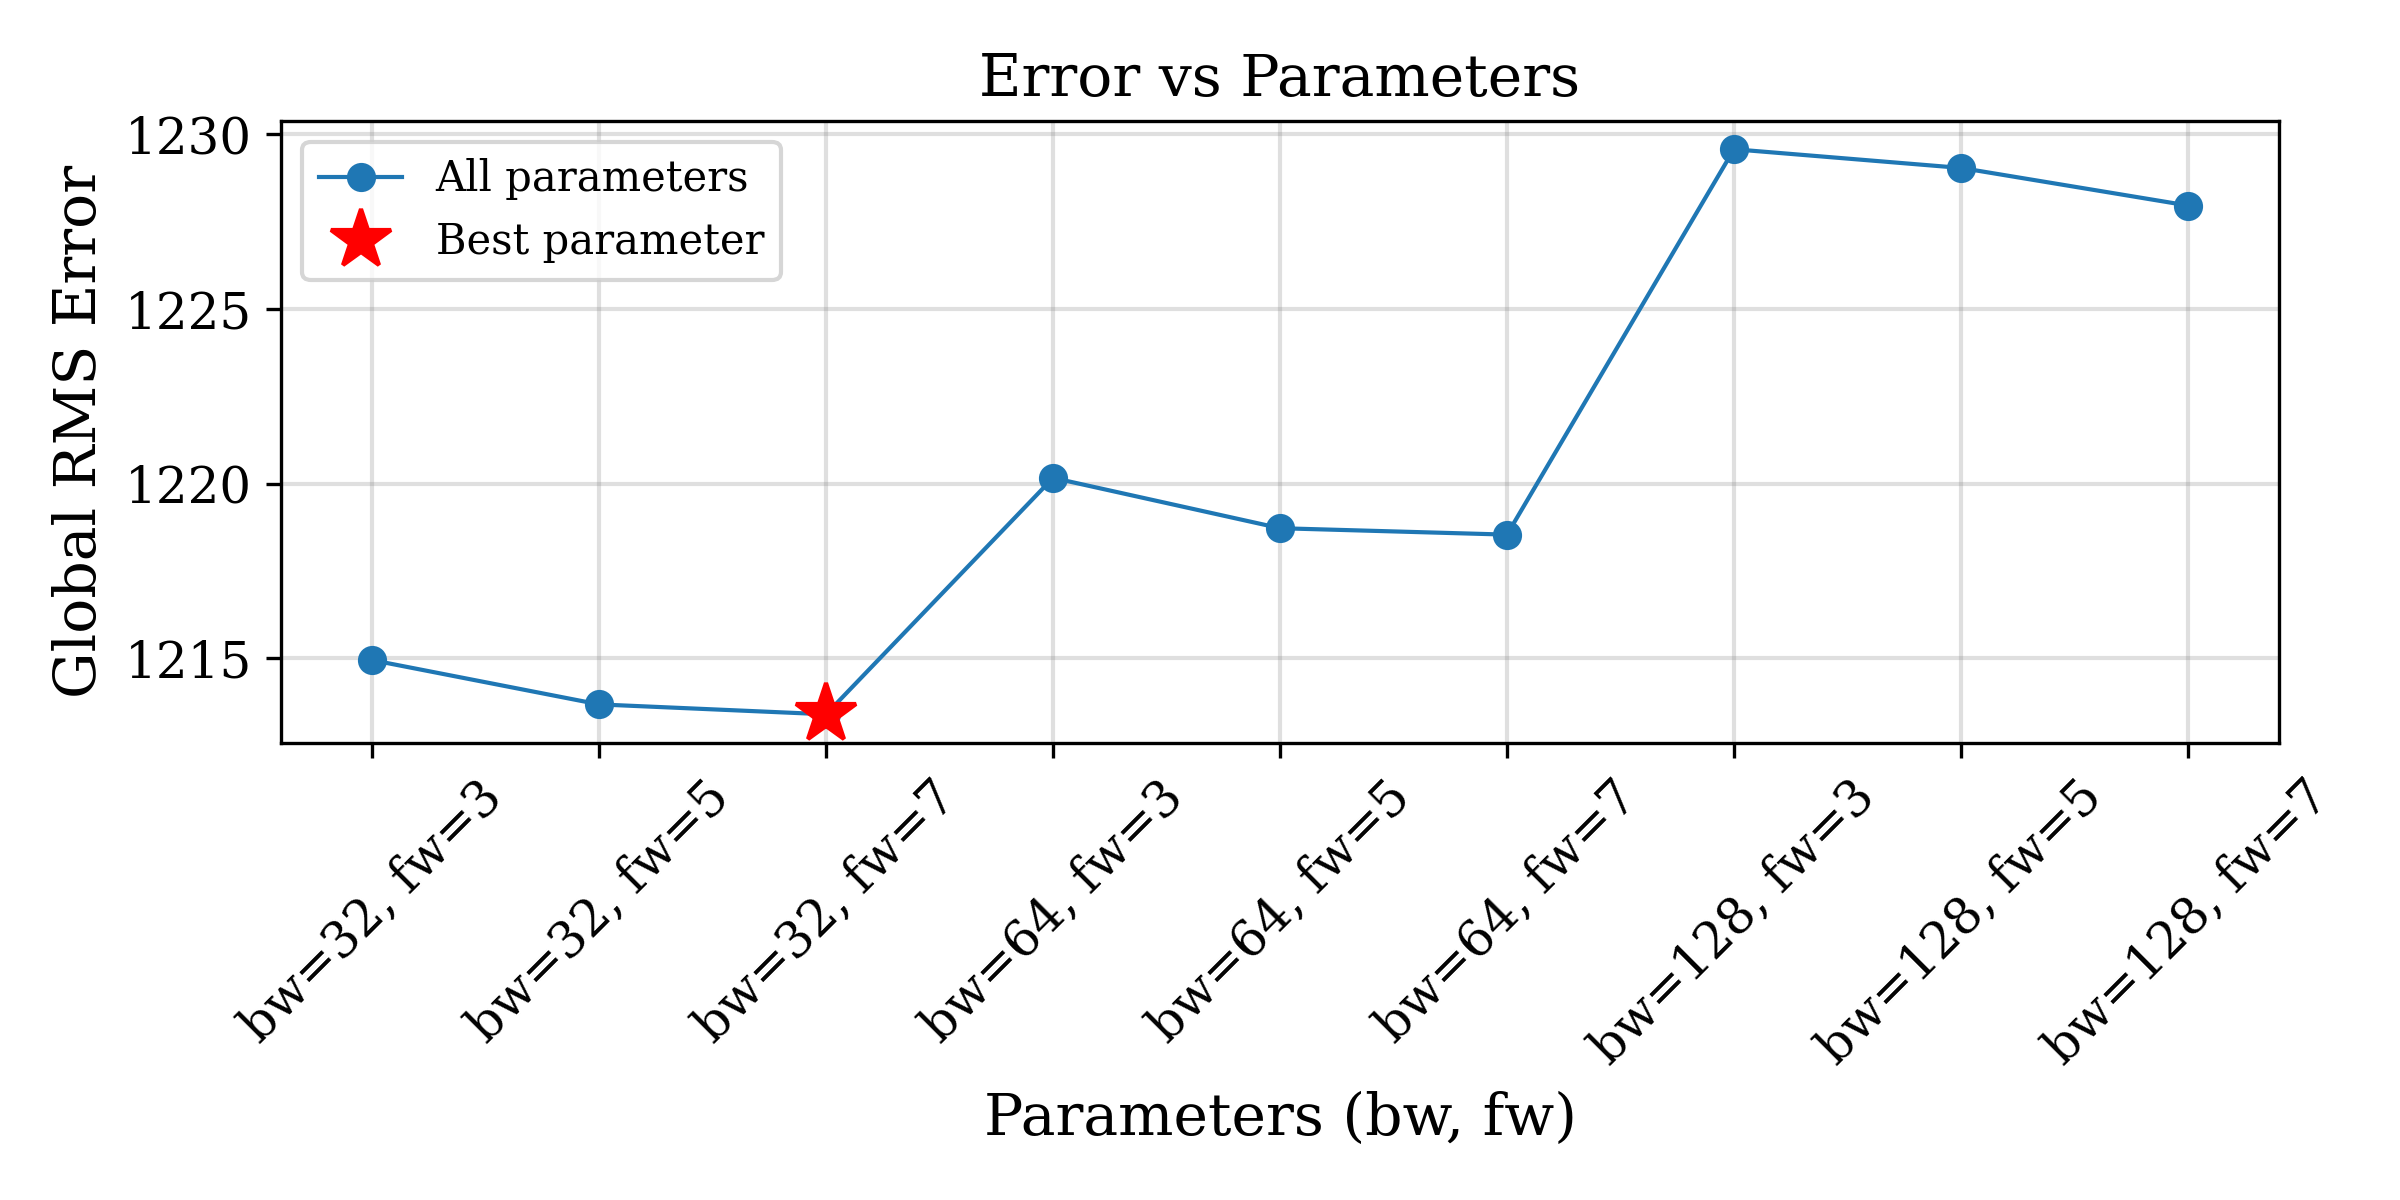 Error vs Parameters
Global RMS Error
1230
1225
1220
1215
All parameters
Best parameter
bw=32, fw=3
bw=32, fw=5
bw=32, fw=7
bw=64, fw=3
bw=64, fw=5
bw=64, fw=7
bw=128, fw=3
bw=128, fw=5
bw=128, fw=7
Parameters (bw, fw)